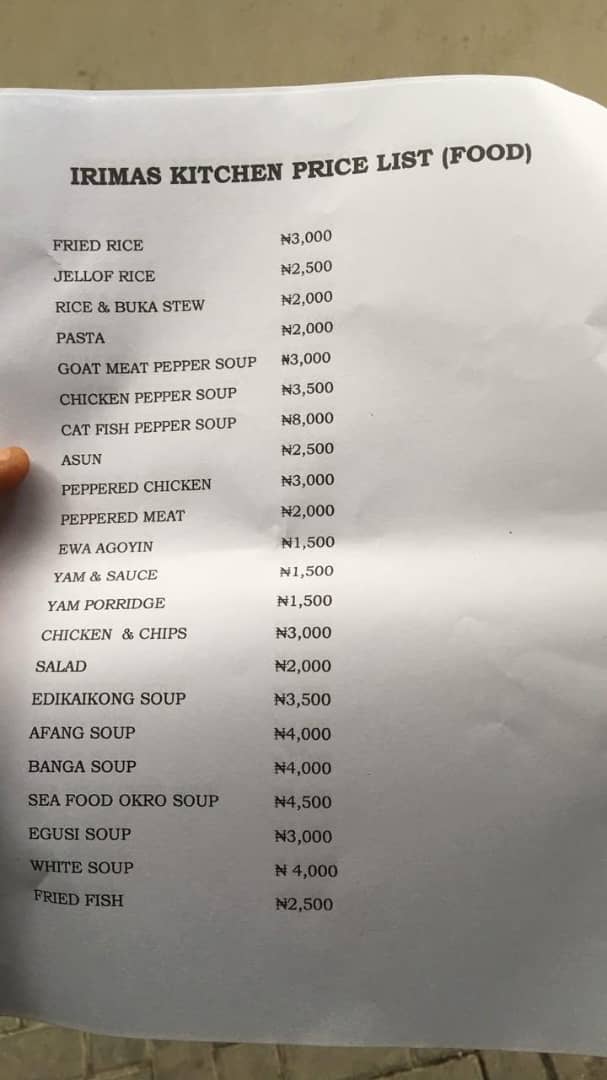 IRIMAS KITCHEN PRICE LIST (FOOD)
FRIED RICE ₦3,000
JELLOF RICE ₦2,500
RICE & BUKA STEW ₦2,000
PASTA ₦2,000
GOAT MEAT PEPPER SOUP ₦3,000
CHICKEN PEPPER SOUP ₦3,500
CAT FISH PEPPER SOUP ₦8,000
ASUN ₦2,500
PEPPERED CHICKEN ₦3,000
PEPPERED MEAT ₦2,000
EWA AGOYIN ₦1,500
YAM & SAUCE ₦1,500
YAM PORRIDGE ₦1,500
CHICKEN & CHIPS ₦3,000
SALAD ₦2,000
EDIKAIKONG SOUP ₦3,500
AFANG SOUP ₦4,000
BANGA SOUP ₦4,000
SEA FOOD OKRO SOUP ₦4,500
EGUSI SOUP ₦3,000
WHITE SOUP ₦ 4,000
FRIED FISH ₦2,500